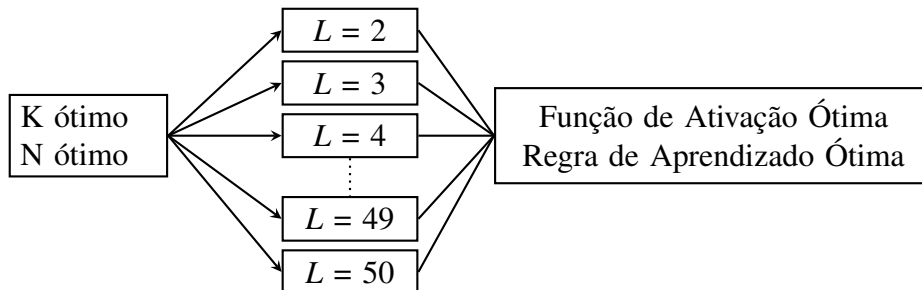 K ótimo
N ótimo
L = 2
L = 3
L = 4
L = 49
L = 50
Função de Ativação Ótima
Regra de Aprendizado Ótima